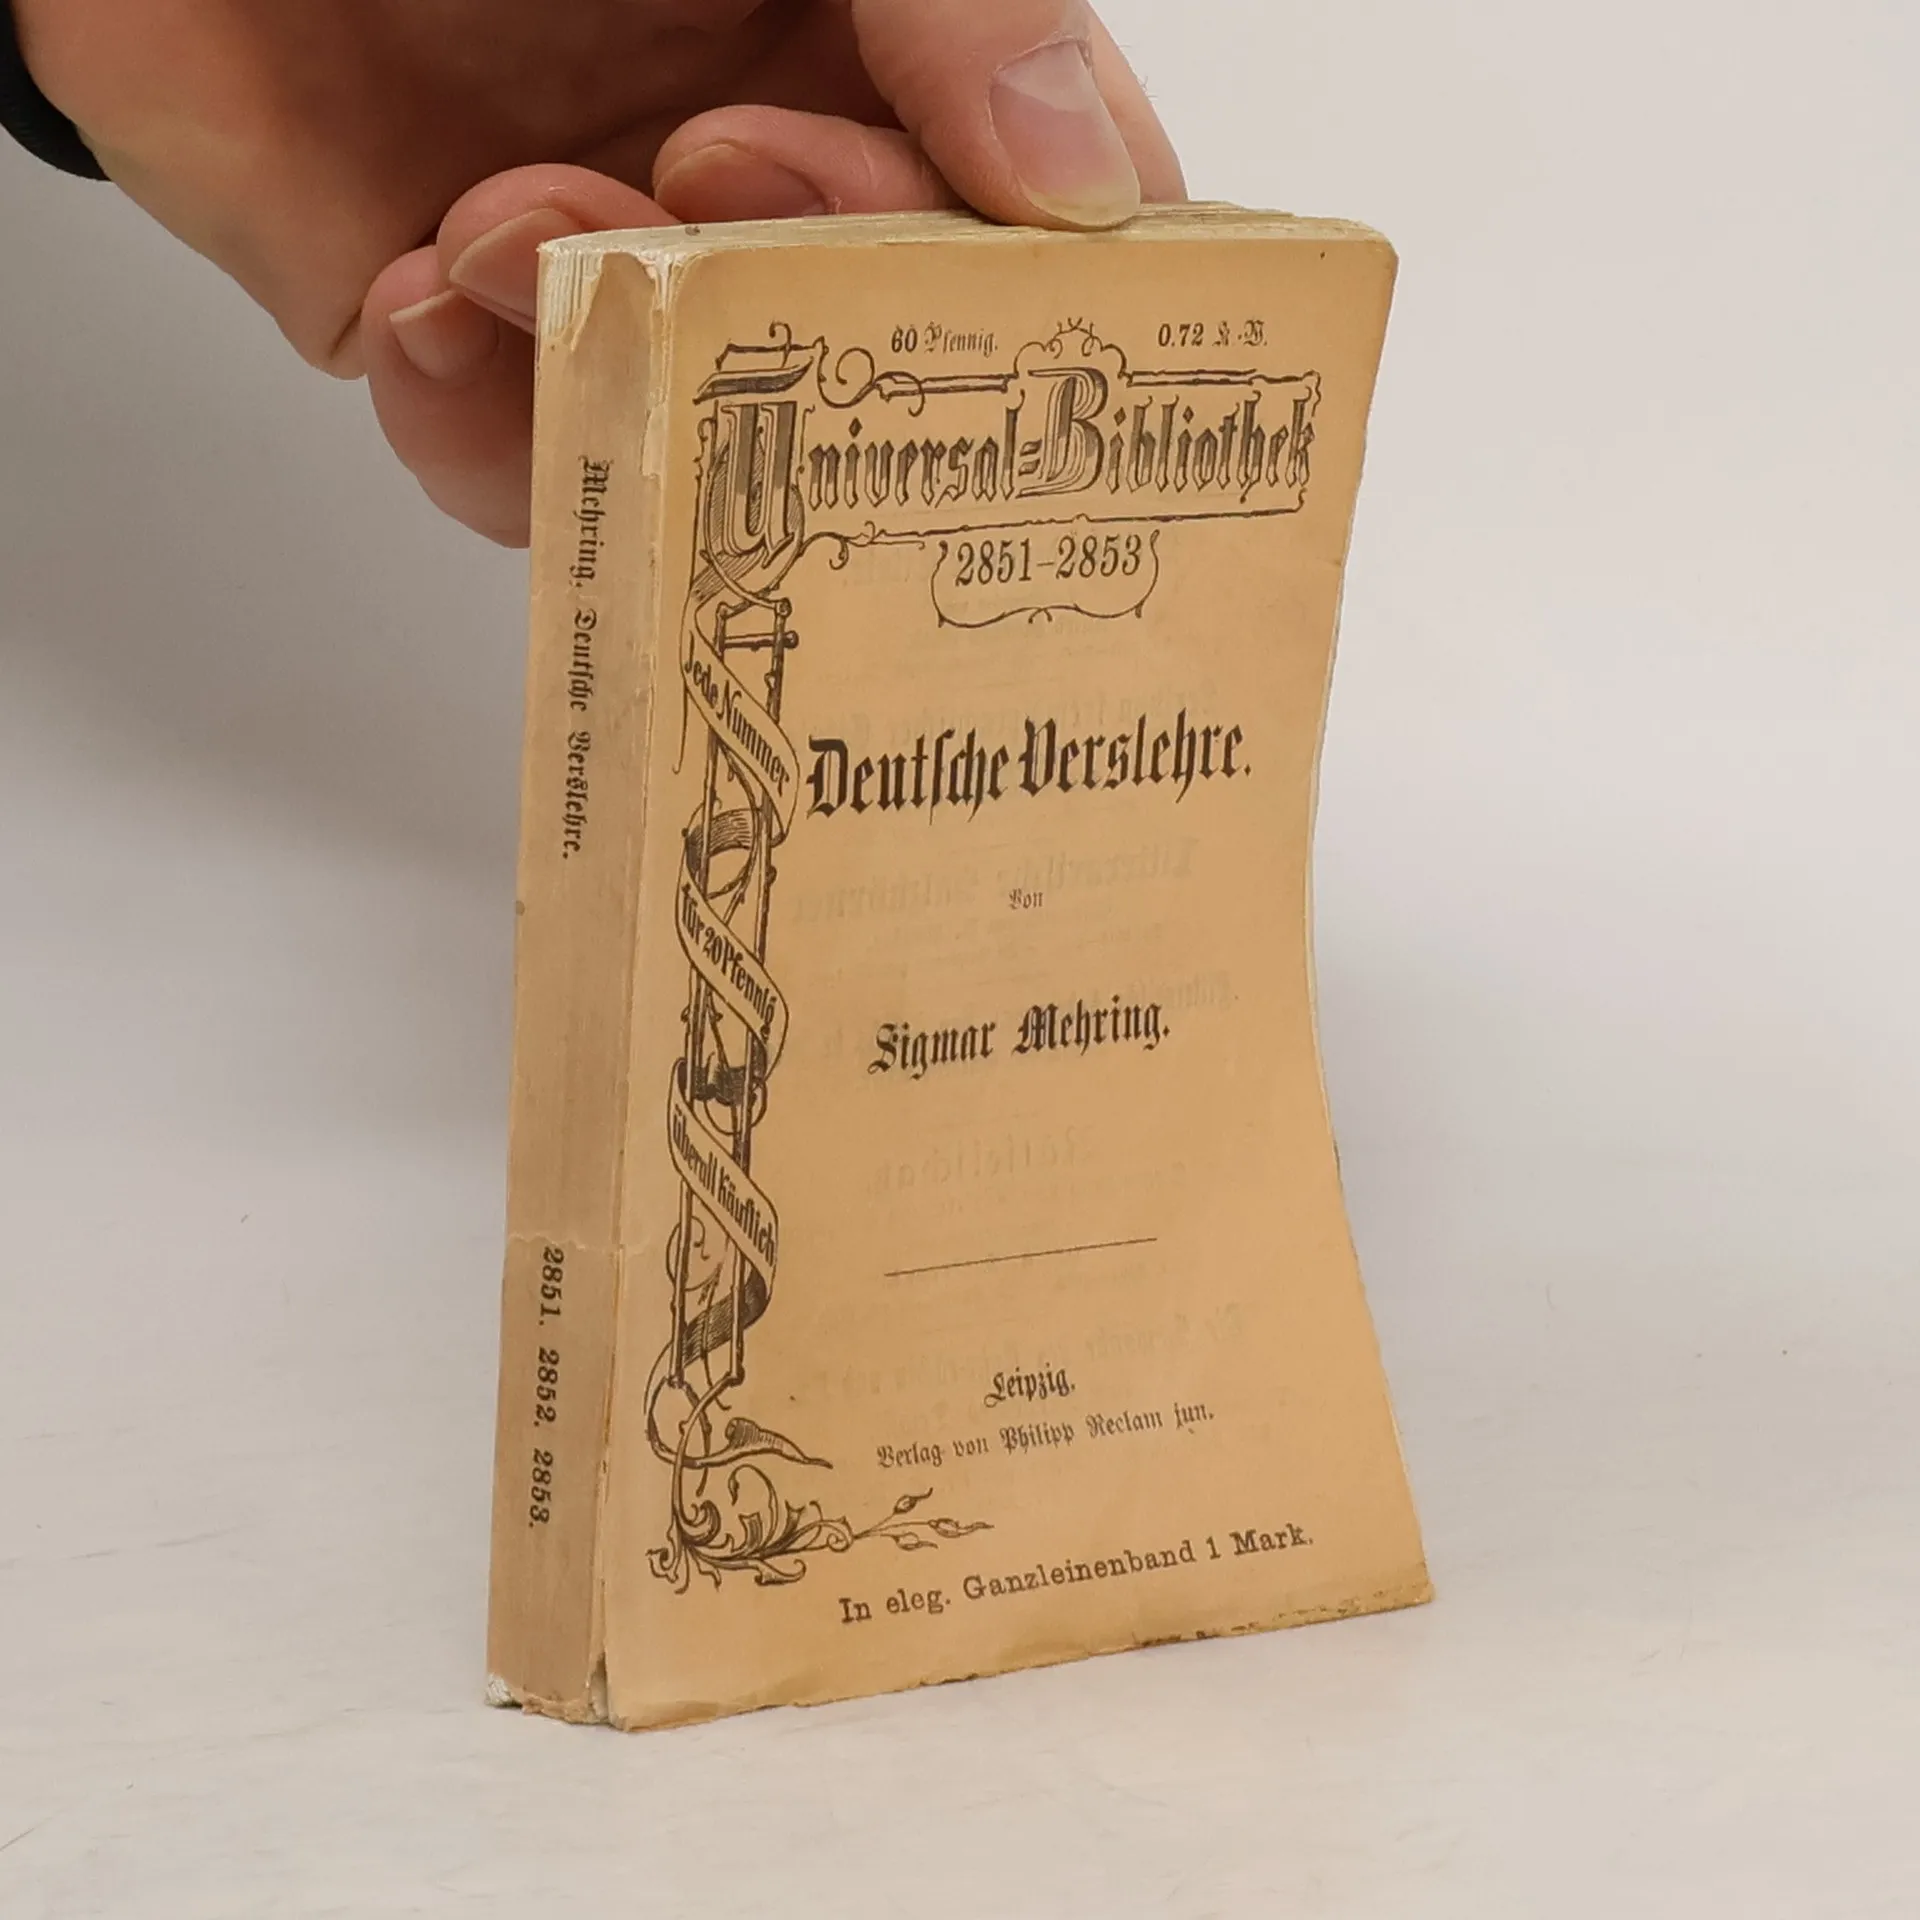 60 Pfennig. 0.72 K.-W.
Universal-Bibliothek
2851-2853
Jede Nummer
für 20 Pfennig
überall käuflich
Deutſche Verslehre.
Von
Sigmar Mehring.
Leipzig.
Verlag von Philipp Reclam jun.
In eleg. Ganzleinenband 1 Mark.
Mehring, Deutſche Verslehre.
2851. 2852. 2853.